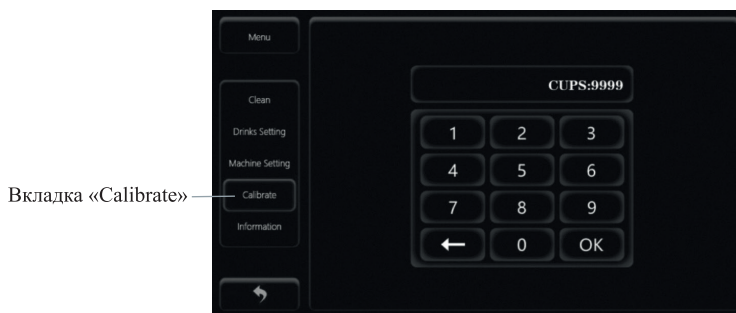 Menu
Clean
Drinks Setting
Machine Setting
Вкладка «Calibrate»
Calibrate
Information
CUPS:9999
1 2 3
4 5 6
7 8 9
0 OK